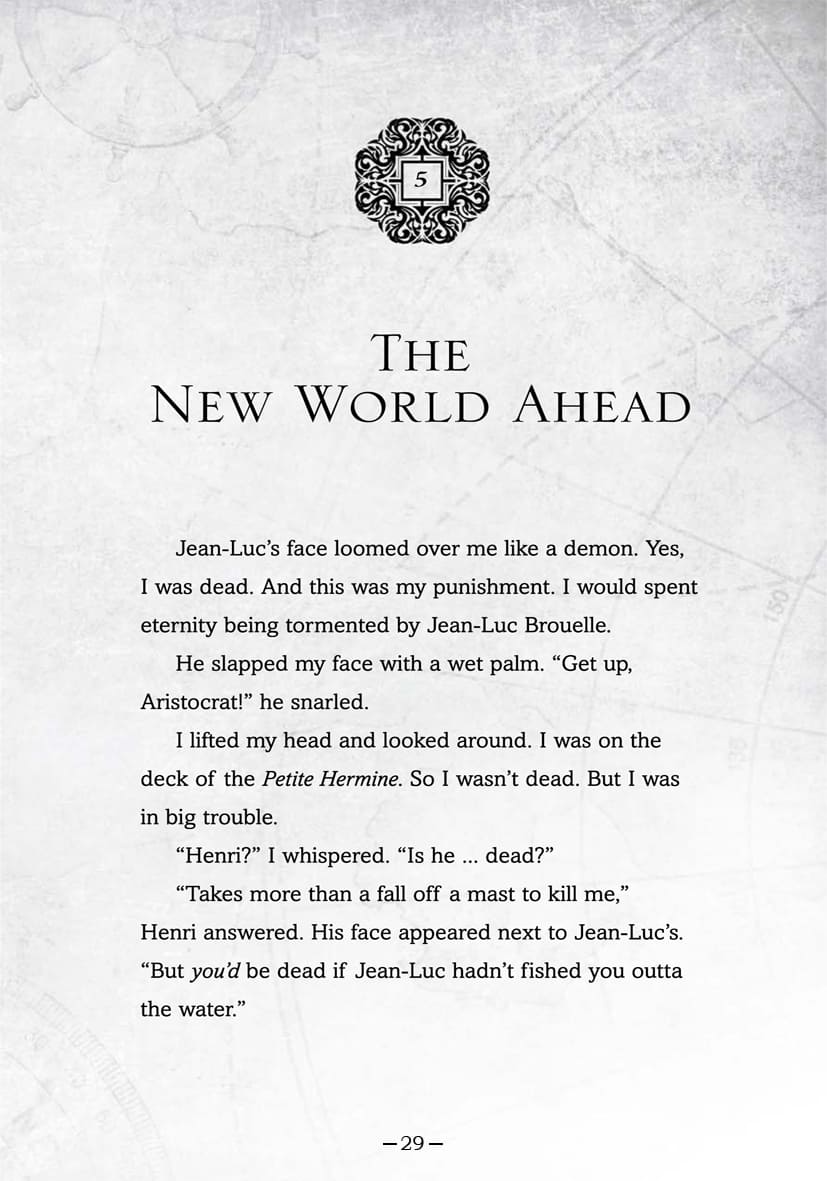 5
THE
NEW WORLD AHEAD
Jean-Luc’s face loomed over me like a demon. Yes,
I was dead. And this was my punishment. I would spent
eternity being tormented by Jean-Luc Brouelle.
He slapped my face with a wet palm. “Get up,
Aristocrat!” he snarled.
I lifted my head and looked around. I was on the
deck of the Petite Hermine. So I wasn’t dead. But I was
in big trouble.
“Henri?” I whispered. “Is he ... dead?”
“Takes more than a fall off a mast to kill me,”
Henri answered. His face appeared next to Jean-Luc’s.
“But you’d be dead if Jean-Luc hadn’t fished you outta
the water.”
150
30
—29—